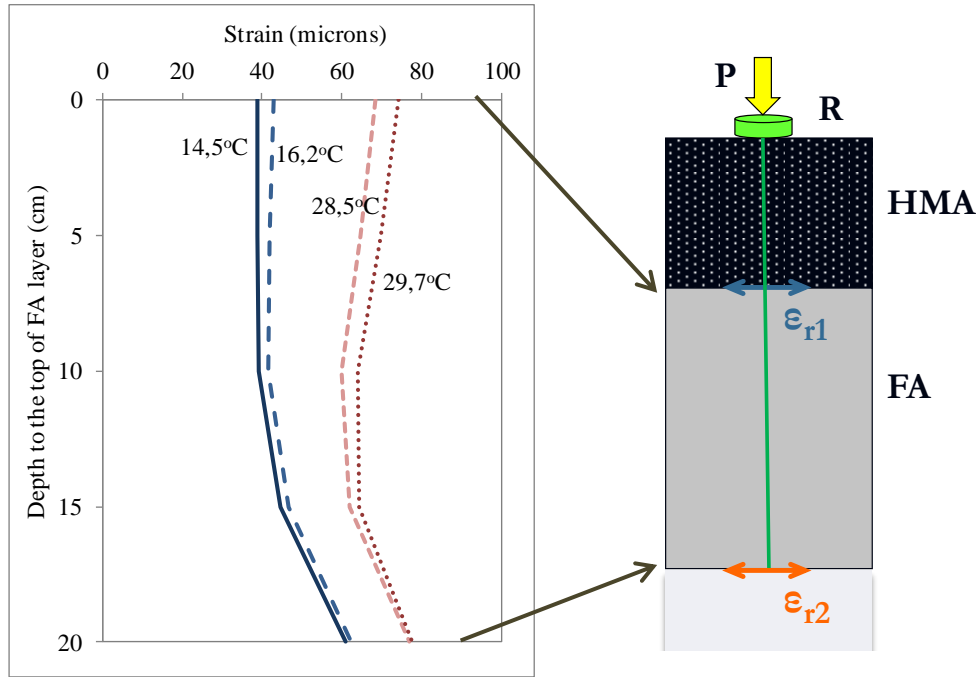 Strain (microns)
0 20 40 60 80 100
0
5
10
15
20
Depth to the top of FA layer (cm)
14,5°C
16,2°C
28,5°C
29,7°C
P
R
HMA
εr1
FA
εr2